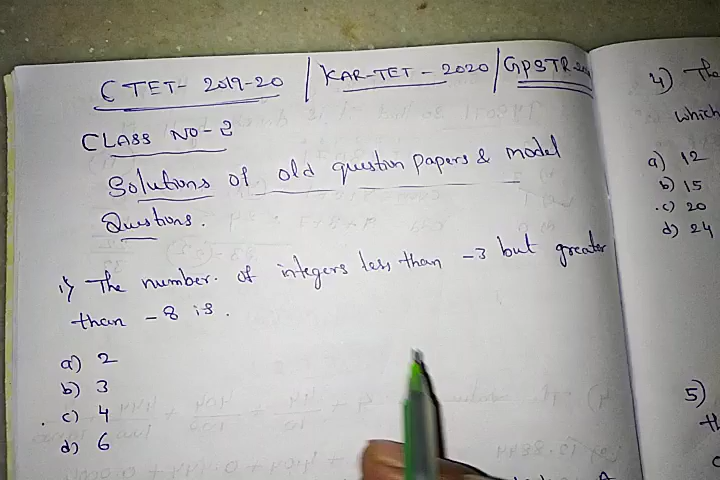 CTET- 2019-20 / KAR-TET - 2020 / GPSTR-
CLASS NO-2
Solutions of old question papers & model
Questions.
1) The number. of integers less than -3 but greater
than -8 is.
a) 2
b) 3
c) 4
d) 6
4) The
which
a) 12
b) 15
c) 20
d) 24
5)